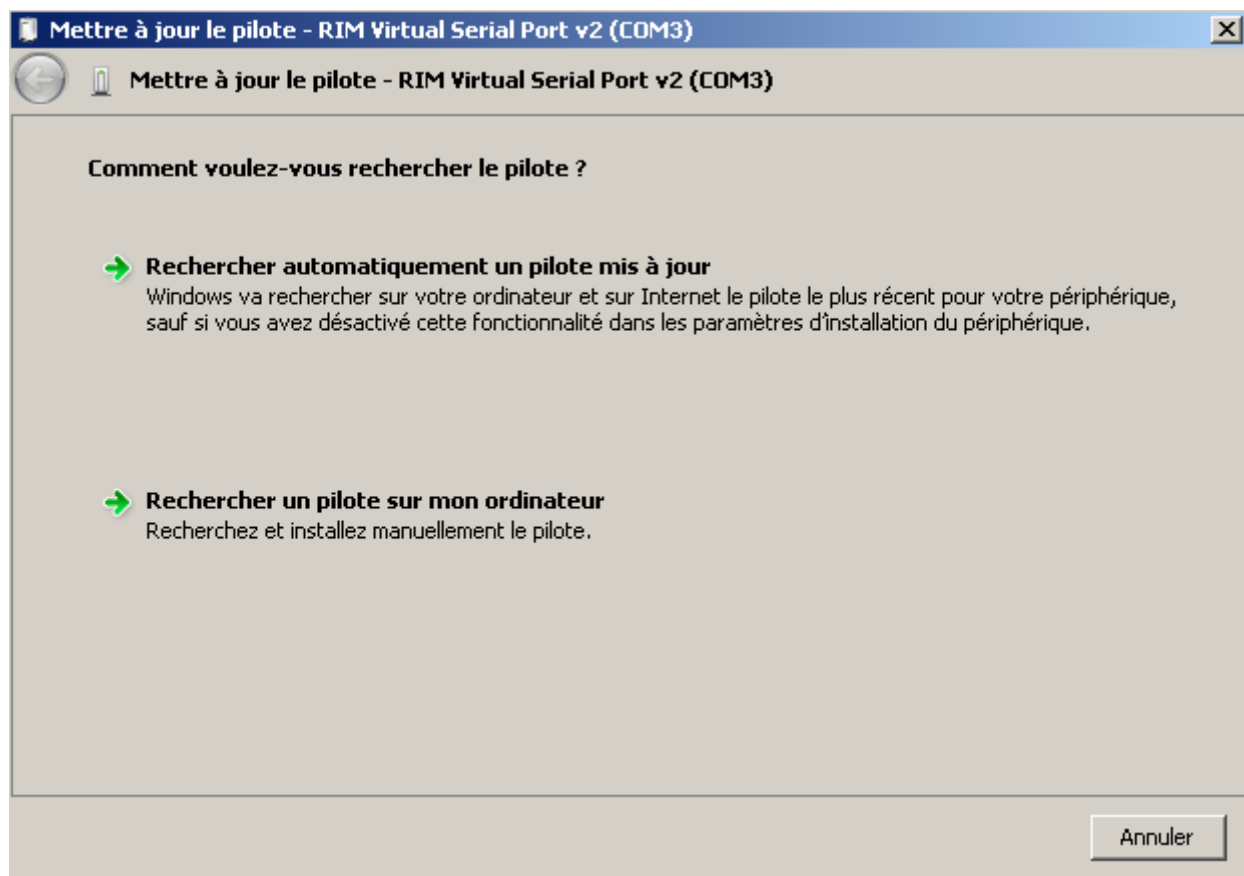 Mettre à jour le pilote - RIM Virtual Serial Port v2 (COM3)
Mettre à jour le pilote - RIM Virtual Serial Port v2 (COM3)
Comment voulez-vous rechercher le pilote ?
Rechercher automatiquement un pilote mis à jour
Windows va rechercher sur votre ordinateur et sur Internet le pilote le plus récent pour votre périphérique,
sauf si vous avez désactivé cette fonctionnalité dans les paramètres d'installation du périphérique.
Rechercher un pilote sur mon ordinateur
Recherchez et installez manuellement le pilote.
Annuler